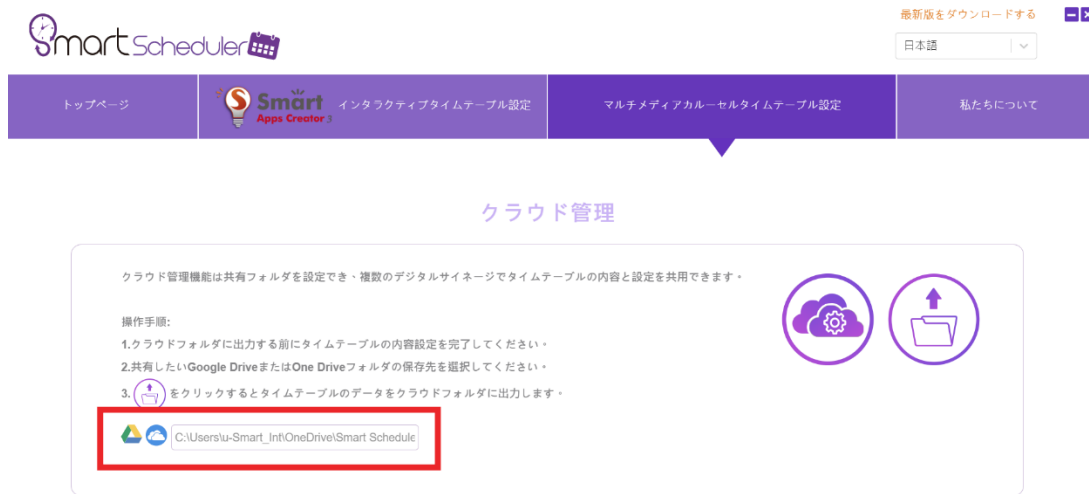 最新版をダウンロードする
SmartScheduler
日本語
トップページ
Smart
Apps Creator 3
インタラクティブタイムテーブル設定
マルチメディアカルーセルタイムテーブル設定
私たちについて
クラウド管理
クラウド管理機能は共有フォルダを設定でき、複数のデジタルサイネージでタイムテーブルの内容と設定を共用できます。
操作手順:
1.クラウドフォルダに出力する前にタイムテーブルの内容設定を完了してください。
2.共有したいGoogle DriveまたはOne Driveフォルダの保存先を選択してください。
3. をクリックするとタイムテーブルのデータをクラウドフォルダに出力します。
C:\Users\u-Smart_Int\OneDrive\Smart Schedule